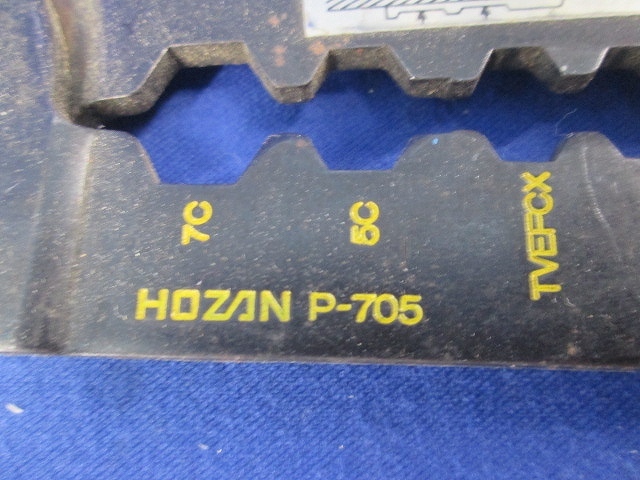 7C
5C
TVEFCX
HOZAN P-705